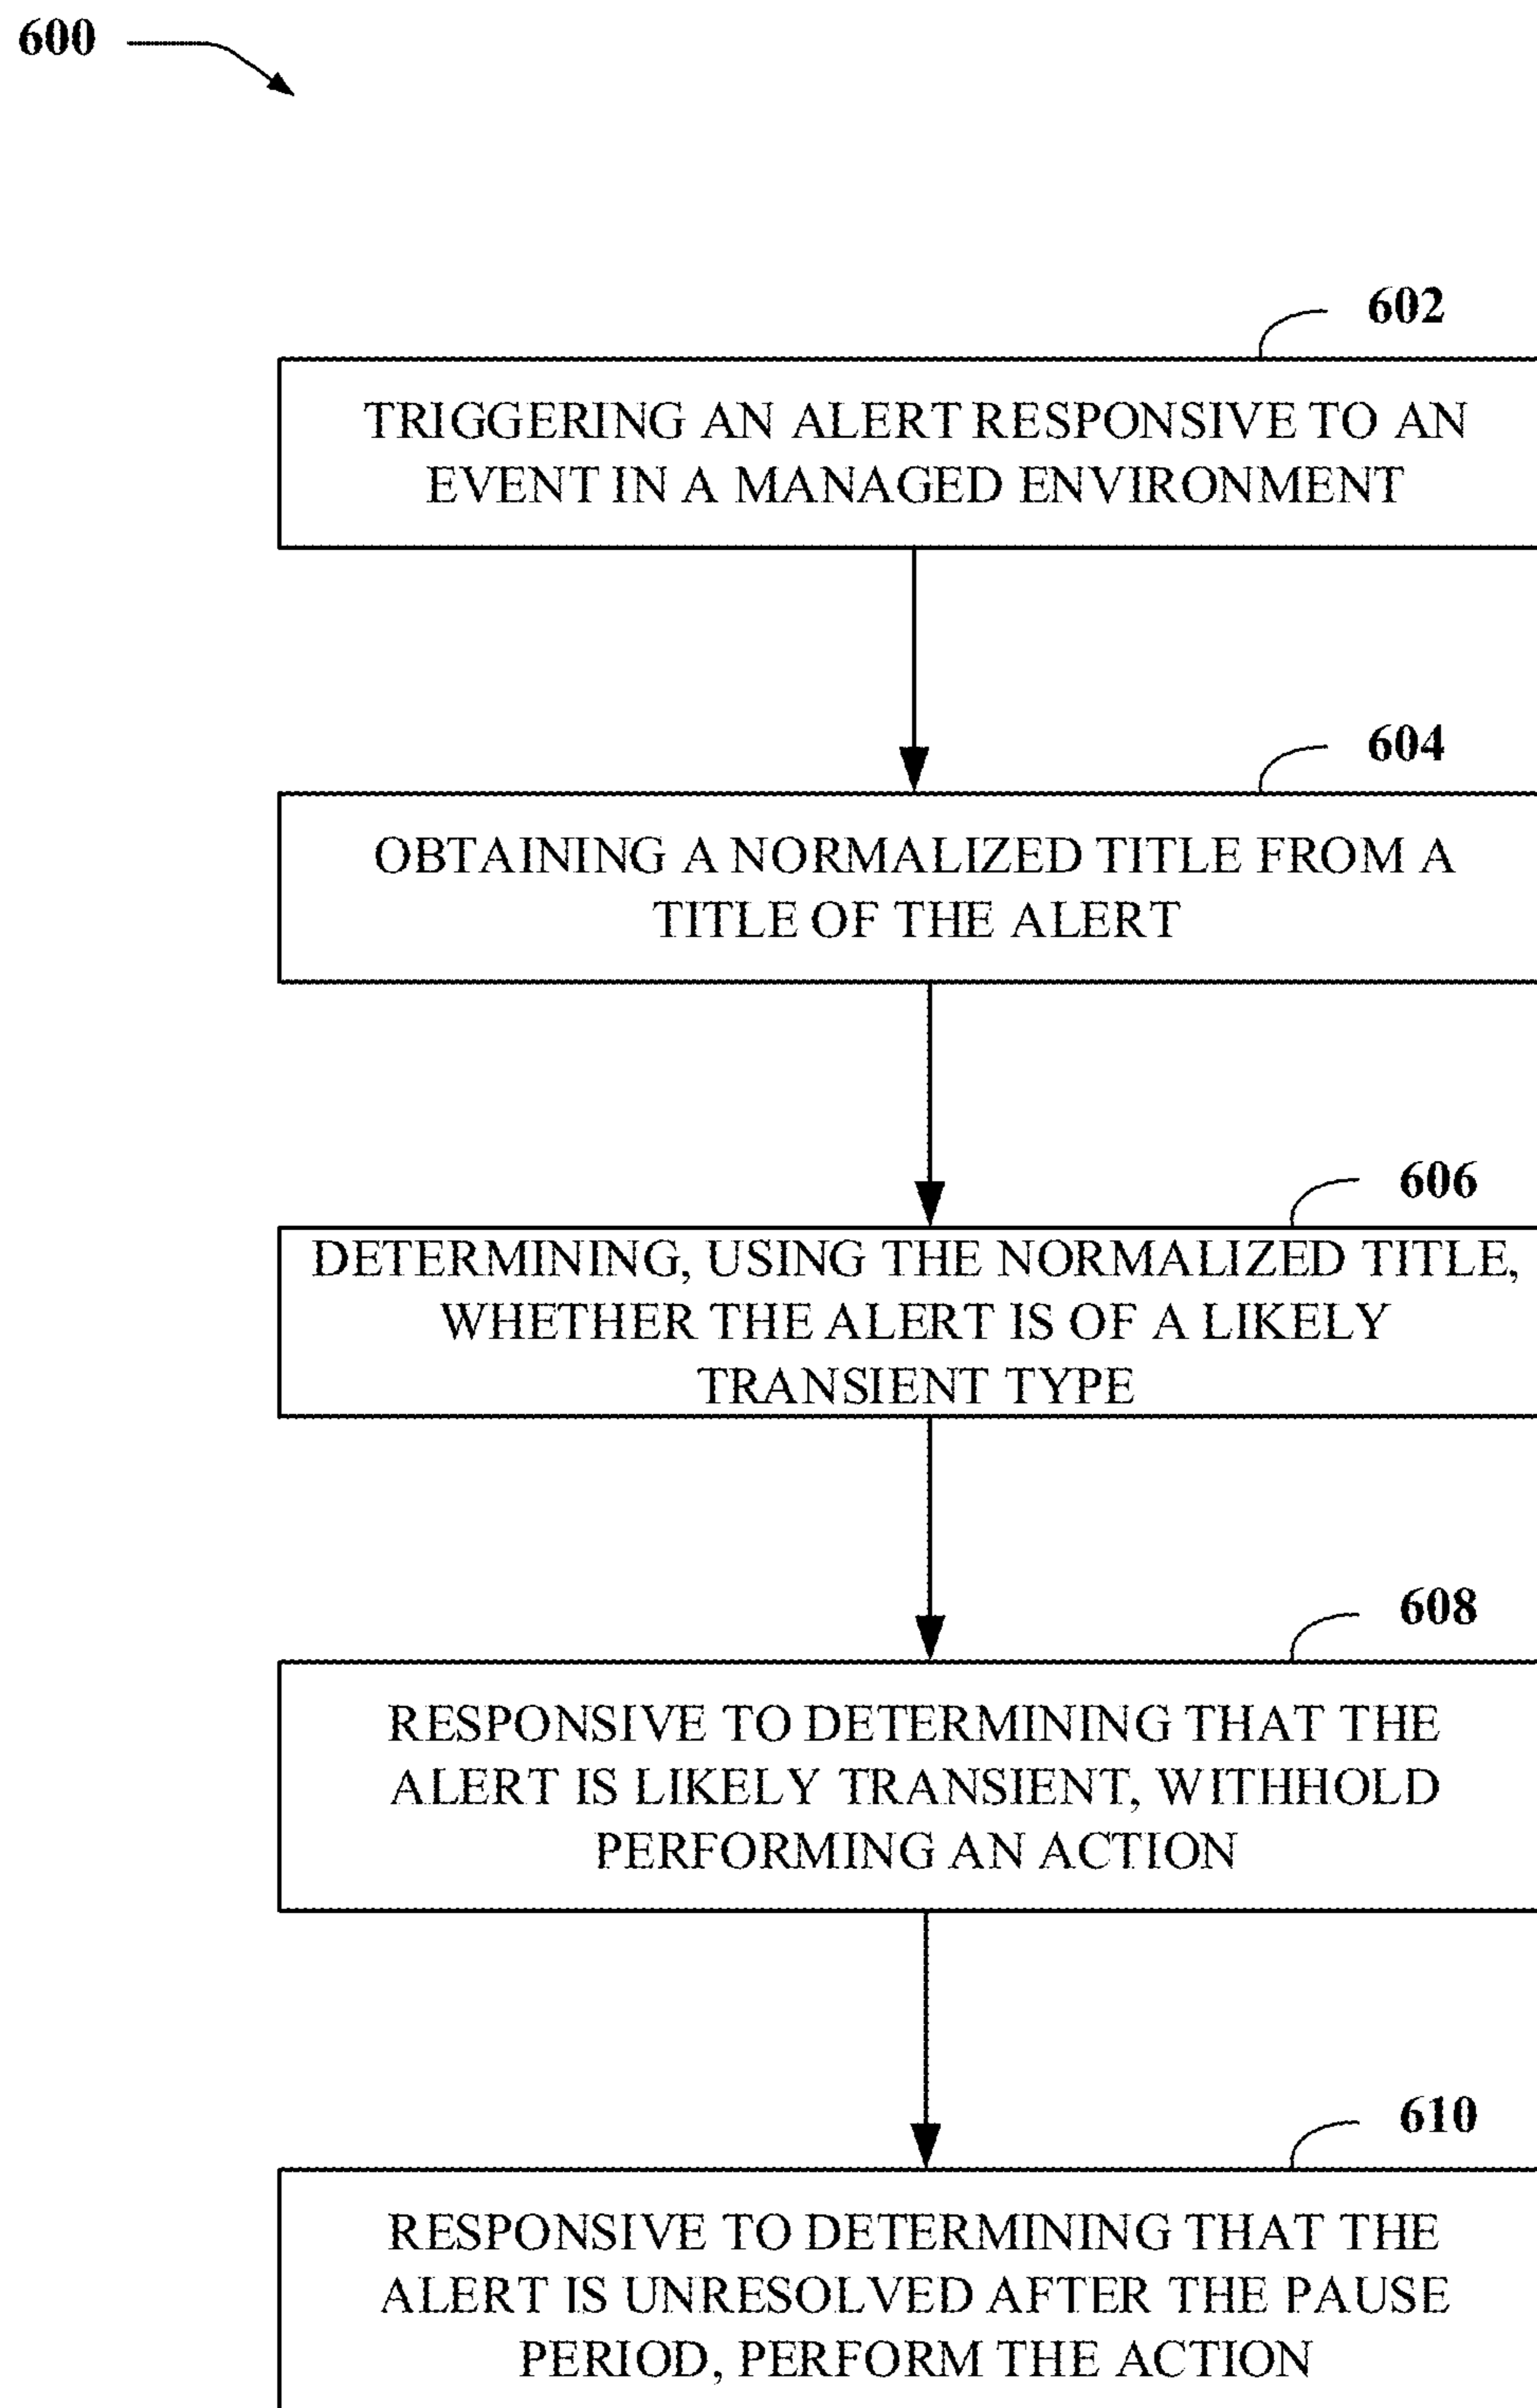 600
602
TRIGGERING AN ALERT RESPONSIVE TO AN
EVENT IN A MANAGED ENVIRONMENT
604
OBTAINING A NORMALIZED TITLE FROM A
TITLE OF THE ALERT
606
DETERMINING, USING THE NORMALIZED TITLE,
WHETHER THE ALERT IS OF A LIKELY
TRANSIENT TYPE
608
RESPONSIVE TO DETERMINING THAT THE
ALERT IS LIKELY TRANSIENT, WITHHOLD
PERFORMING AN ACTION
610
RESPONSIVE TO DETERMINING THAT THE
ALERT IS UNRESOLVED AFTER THE PAUSE
PERIOD, PERFORM THE ACTION